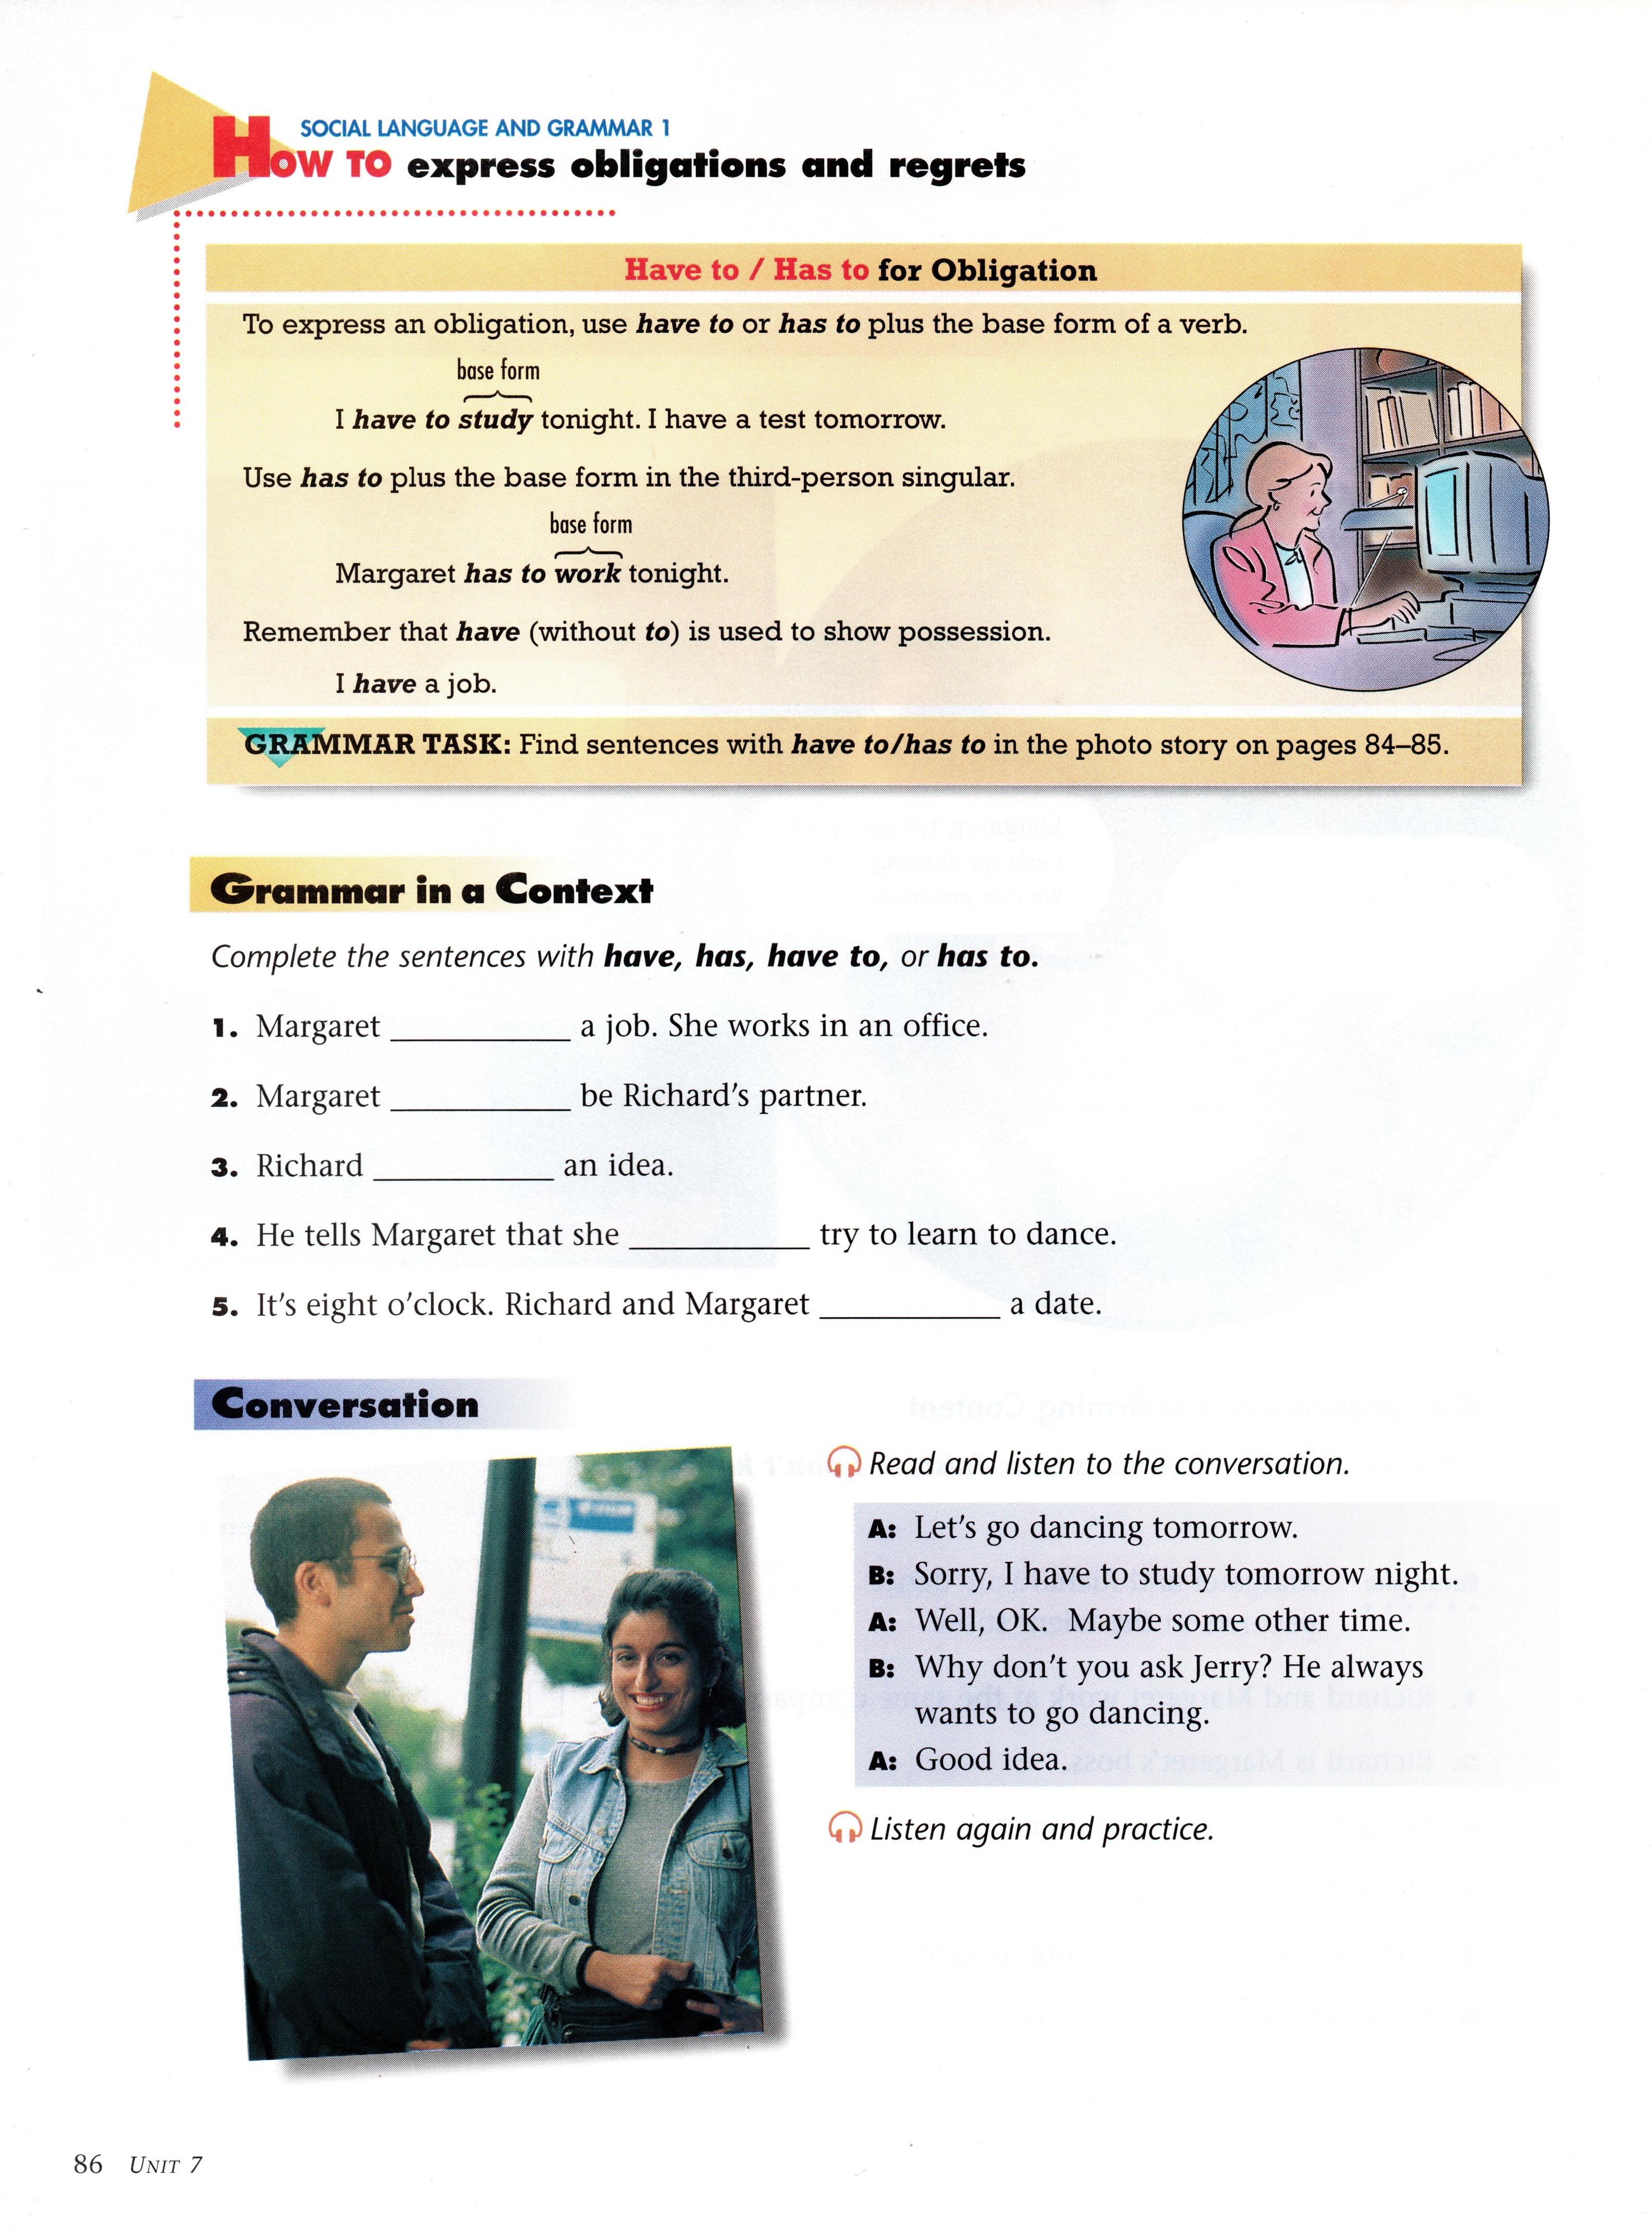 SOCIAL LANGUAGE AND GRAMMAR 1
HOW TO express obligations and regrets
Have to / Has to for Obligation
To express an obligation, use have to or has to plus the base form of a verb.
base form
I have to study tonight. I have a test tomorrow.
Use has to plus the base form in the third-person singular.
base form
Margaret has to work tonight.
Remember that have (without to) is used to show possession.
I have a job.
GRAMMAR TASK: Find sentences with have to/has to in the photo story on pages 84–85.
Grammar in a Context
Complete the sentences with have, has, have to, or has to.
1. Margaret ____________ a job. She works in an office.
2. Margaret ____________ be Richard's partner.
3. Richard ____________ an idea.
4. He tells Margaret that she ____________ try to learn to dance.
5. It's eight o'clock. Richard and Margaret ____________ a date.
Conversation
Read and listen to the conversation.
A: Let's go dancing tomorrow.
B: Sorry, I have to study tomorrow night.
A: Well, OK. Maybe some other time.
B: Why don't you ask Jerry? He always
wants to go dancing.
A: Good idea.
Listen again and practice.
86 UNIT 7